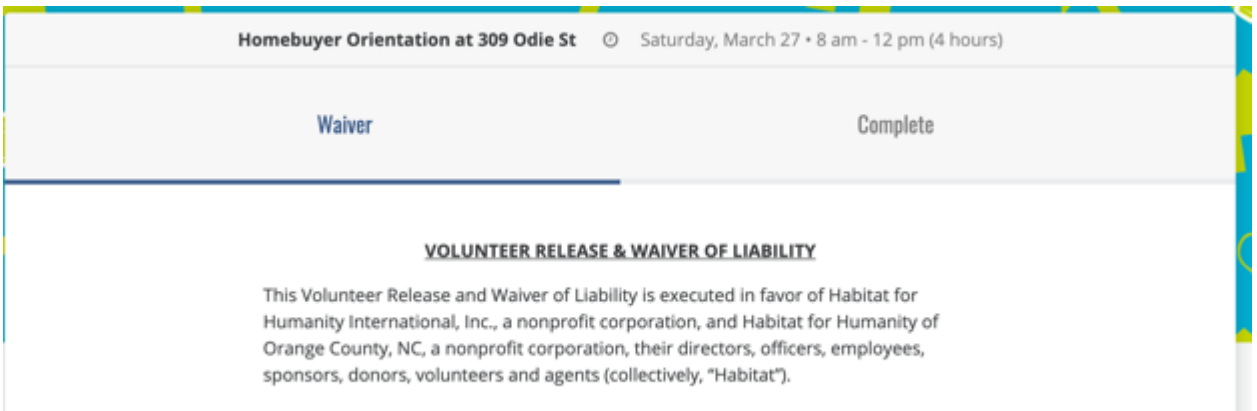 Homebuyer Orientation at 309 Odie St Saturday, March 27 • 8 am - 12 pm (4 hours)
Waiver Complete
VOLUNTEER RELEASE & WAIVER OF LIABILITY
This Volunteer Release and Waiver of Liability is executed in favor of Habitat for
Humanity International, Inc., a nonprofit corporation, and Habitat for Humanity of
Orange County, NC, a nonprofit corporation, their directors, officers, employees,
sponsors, donors, volunteers and agents (collectively, “Habitat”).